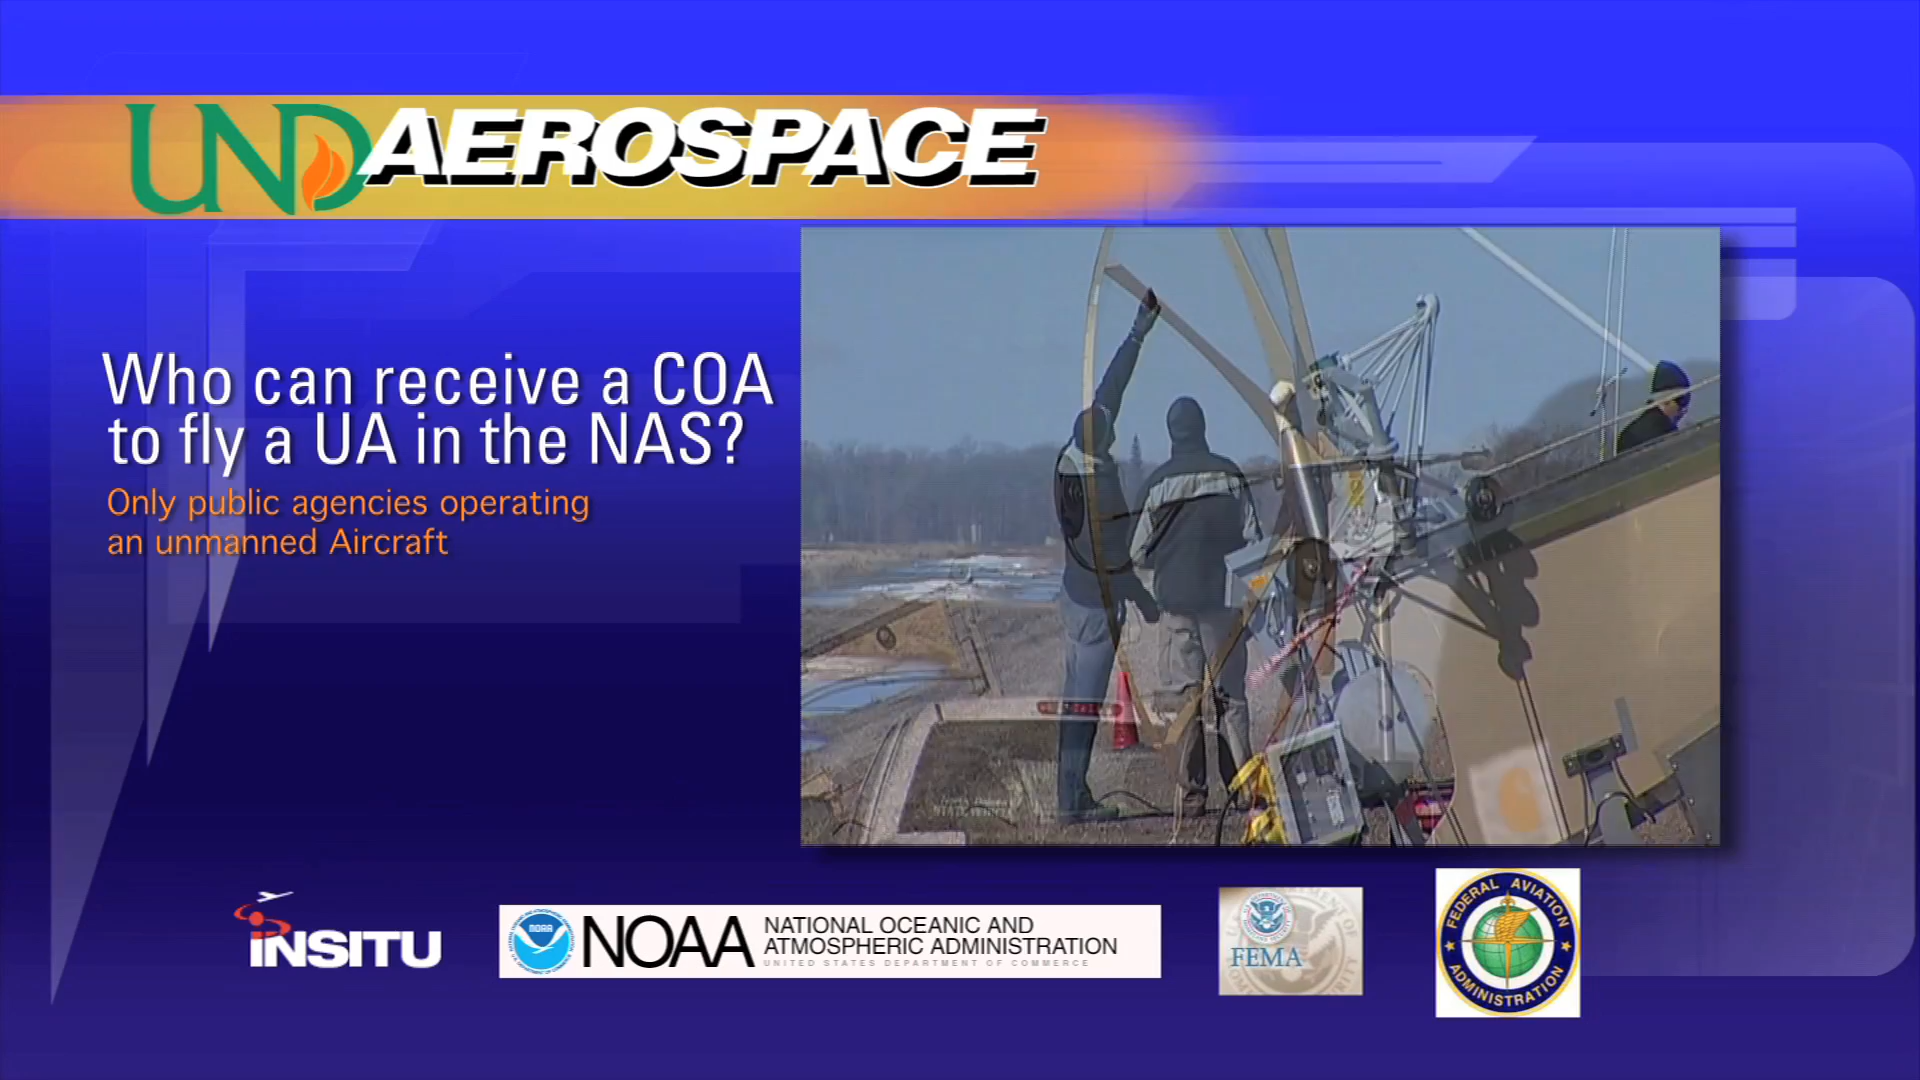 UND AEROSPACE
Who can receive a COA
to fly a UA in the NAS?
Only public agencies operating
an unmanned Aircraft
INSITU
NOAA
NOAA
NATIONAL OCEANIC AND
ATMOSPHERIC ADMINISTRATION
UNITED STATES DEPARTMENT OF COMMERCE
FEMA
FEDERAL AVIATION
ADMINISTRATION